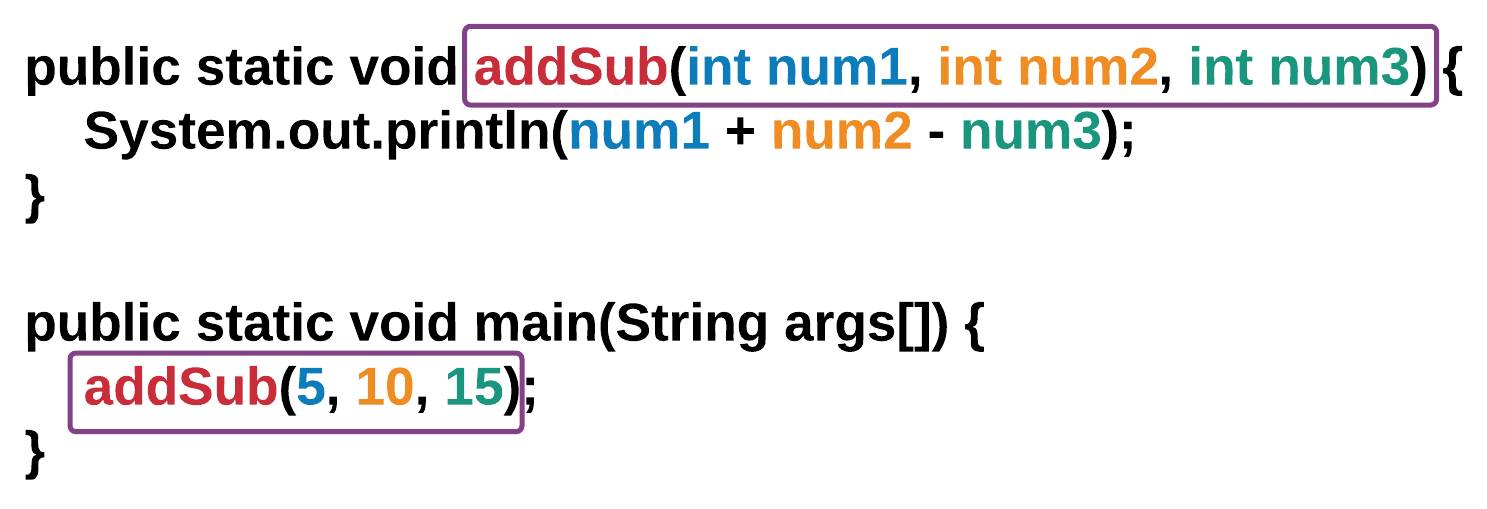 public static void addSub(int num1, int num2, int num3) {
System.out.println(num1 + num2 - num3);
}
public static void main(String args[]) {
addSub(5, 10, 15);
}